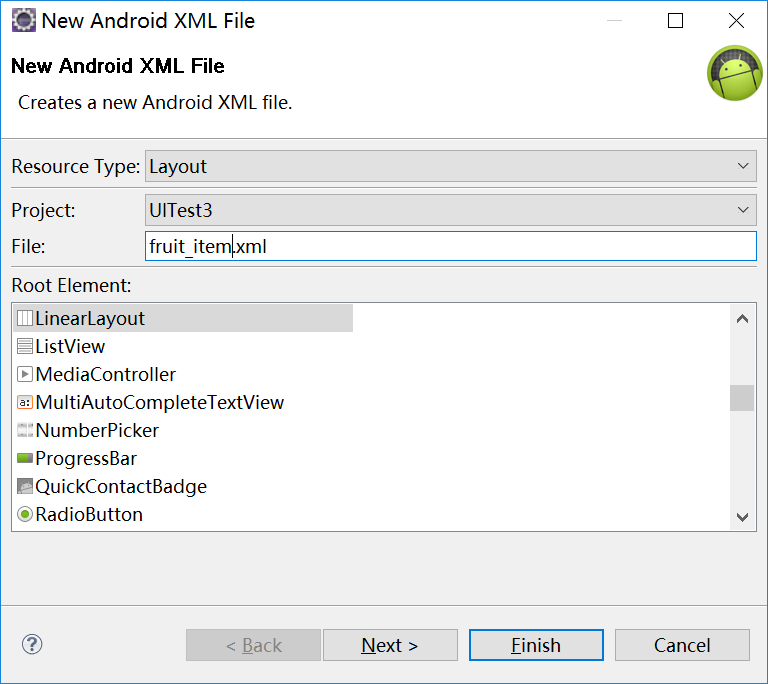 New Android XML File
New Android XML File
Creates a new Android XML file.
Resource Type: Layout
Project: UITest3
File: fruit_item.xml
Root Element:
LinearLayout
ListView
MediaController
a: MultiAutoCompleteTextView
NumberPicker
ProgressBar
QuickContactBadge
RadioButton
? < Back Next > Finish Cancel